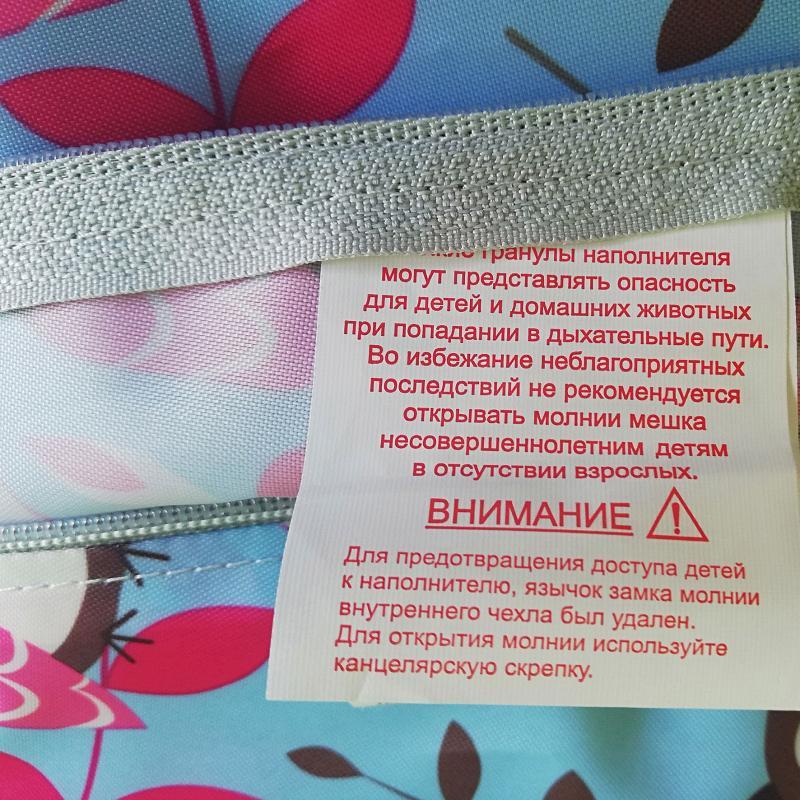 гранулы наполнителя
могут представлять опасность
для детей и домашних животных
при попадании в дыхательные пути.
Во избежание неблагоприятных
последствий не рекомендуется
открывать молнии мешка
несовершеннолетним детям
в отсутствии взрослых.
ВНИМАНИЕ
Для предотвращения доступа детей
к наполнителю, язычок замка молнии
внутреннего чехла был удален.
Для открытия молнии используйте
канцелярскую скрепку.